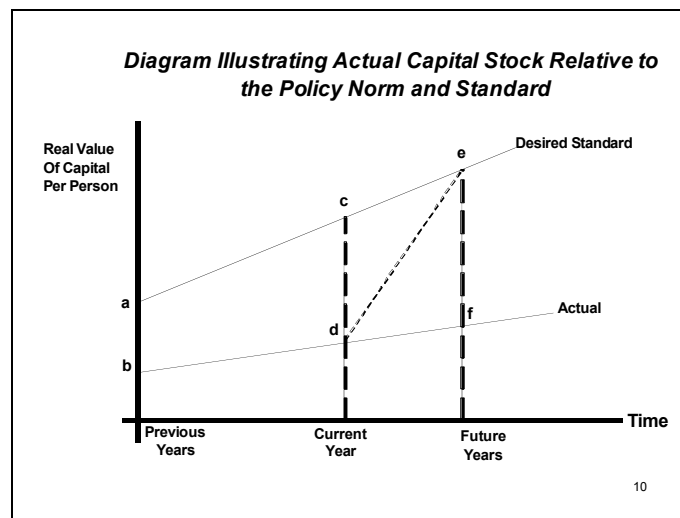 Diagram Illustrating Actual Capital Stock Relative to
the Policy Norm and Standard
Real Value
Of Capital
Per Person
Desired Standard
e
c
a
f
Actual
d
b
Time
Previous
Years
Current
Year
Future
Years
10